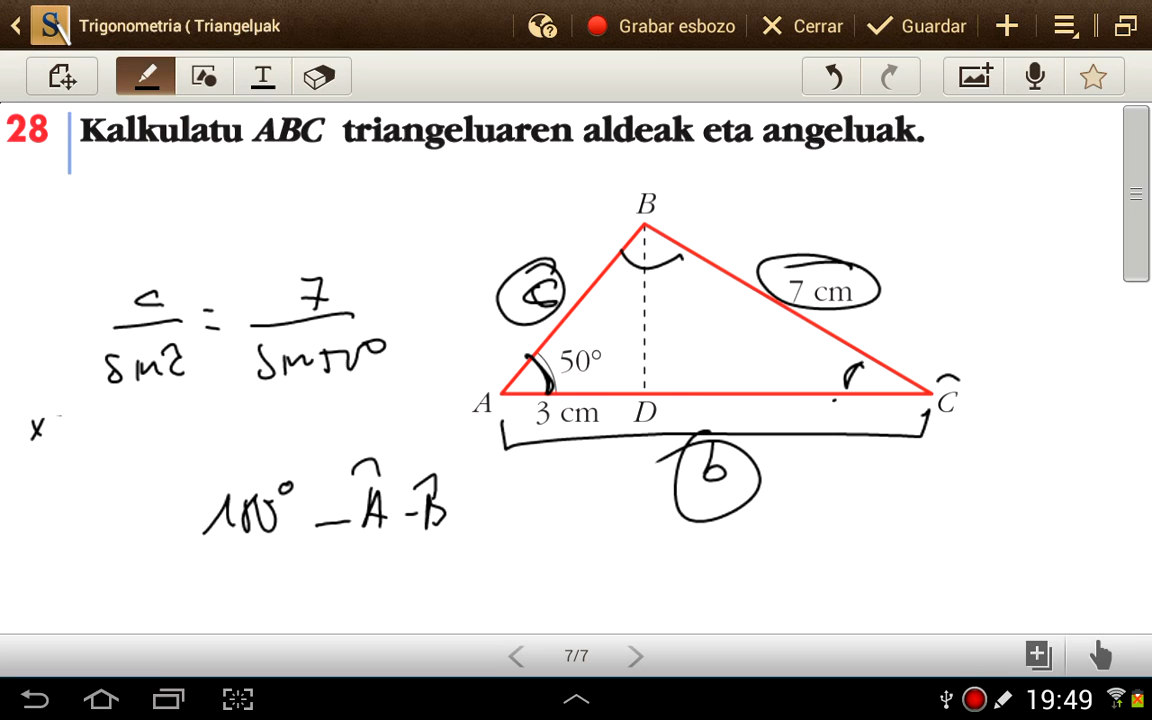 Trigonometria ( Triangelµak
Grabar esbozo
Cerrar
Guardar
S
T
28 Kalkulatu ABC triangeluaren aldeak eta angeluak.
B
c
7 cm
c/sin? = 7/sin 50°
50°
A 3 cm D Ĉ
x
b
180° - Â - B̂
7/7
19:49